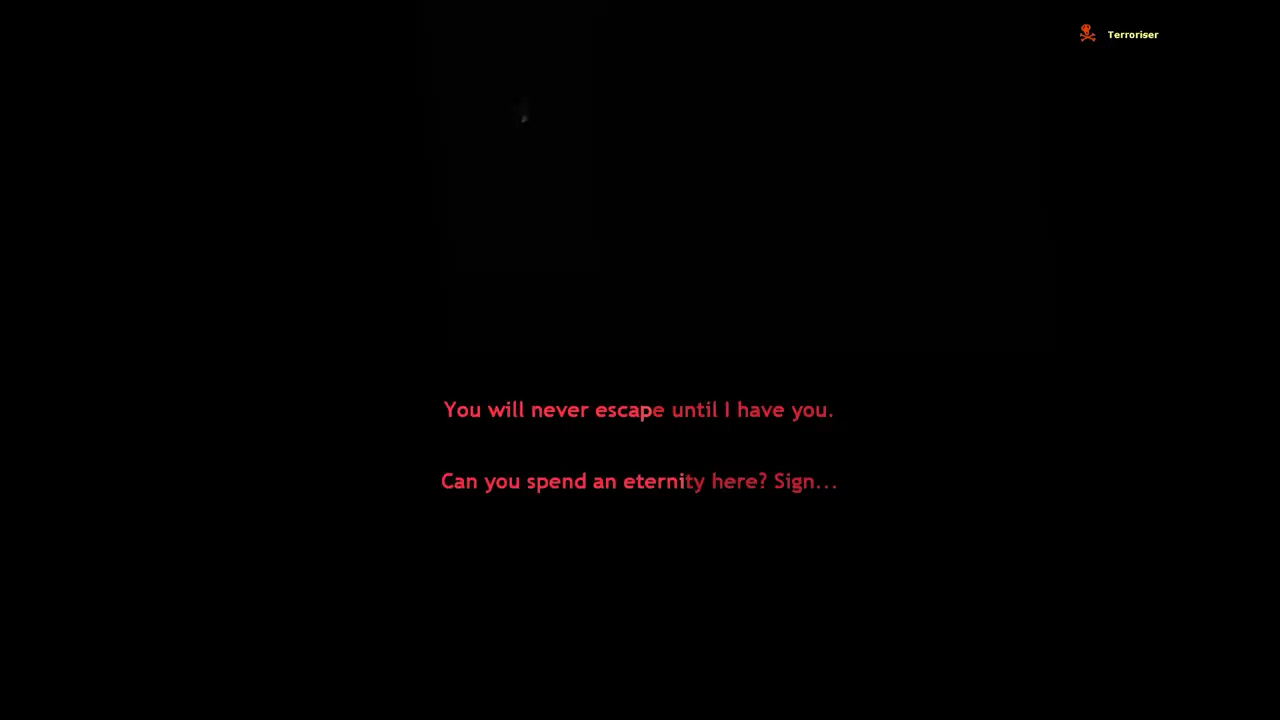 Terroriser
You will never escape until I have you.
Can you spend an eternity here? Sign...